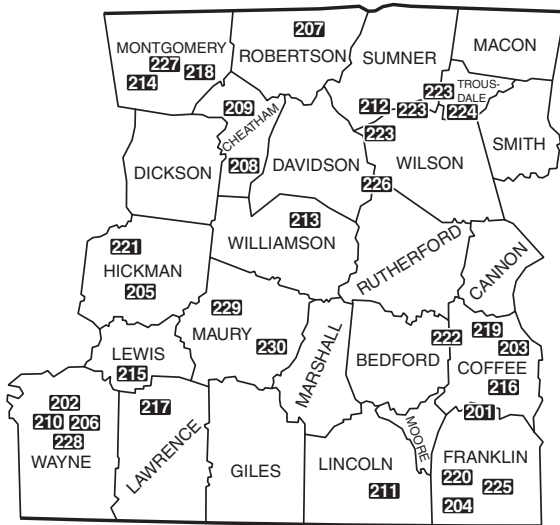 207
MONTGOMERY
ROBERTSON
SUMNER
MACON
227
214
218
209
CHEATHAM
208
212
223
223
223
TROUS-
DALE
224
SMITH
DICKSON
DAVIDSON
WILSON
226
213
WILLIAMSON
221
HICKMAN
205
RUTHERFORD
CANNON
229
MAURY
230
MARSHALL
222
BEDFORD
219
203
COFFEE
216
LEWIS
215
202
210
206
228
WAYNE
217
LAWRENCE
GILES
LINCOLN
211
MOORE
201
FRANKLIN
220
225
204